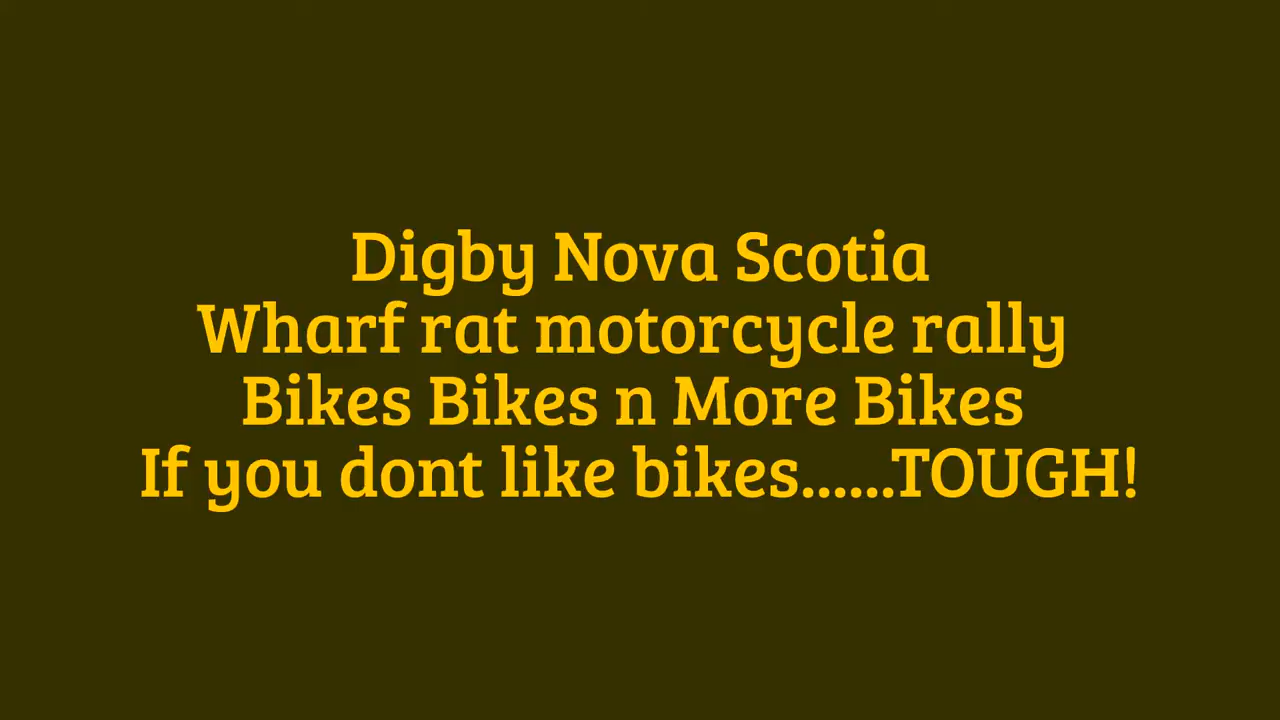 Digby Nova Scotia
Wharf rat motorcycle rally
Bikes Bikes n More Bikes
If you dont like bikes......TOUGH!